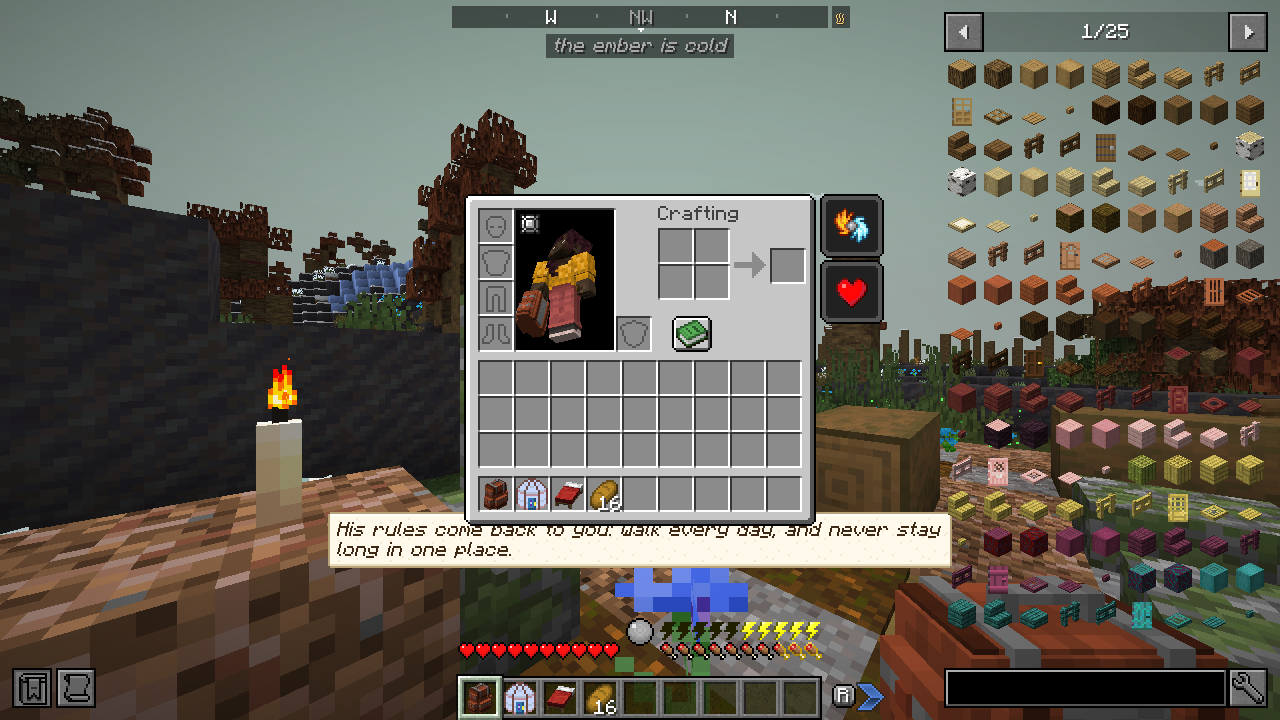 W NW N
the ember is cold
1/25
Crafting
16
His rules come back to you: Walk every day, and never stay
long in one place.
16
R